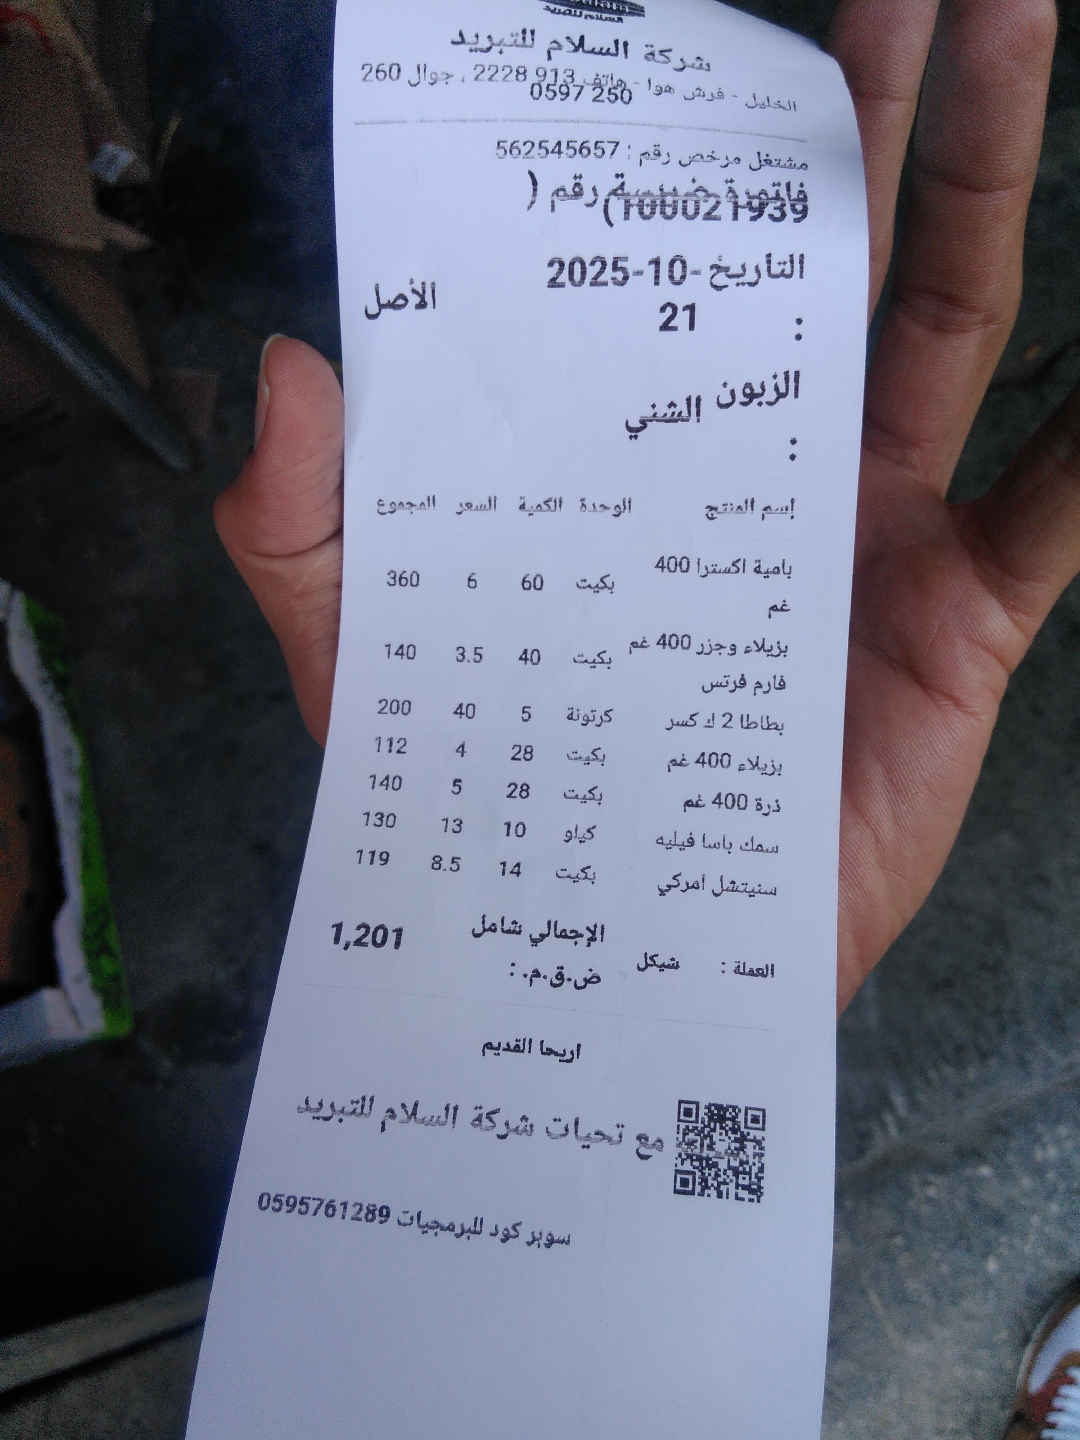 السلام للتبريد
شركة السلام للتبريد
الخليل - فرش هوا - هاتف 913 2228 ، جوال 260
250 0597
مشتغل مرخص رقم : 562545657
فاتورة ضريبية رقم (
100021939)
التاريخ : 2025-10-21 الأصل
الزبون : الشني
إسم المنتج الوحدة الكمية السعر المجموع
بامية اكسترا 400 غم بكيت 60 6 360
بزيلاء وجزر 400 غم فارم فرتس بكيت 40 3.5 140
بطاطا 2 ك كسر كرتونة 5 40 200
بزيلاء 400 غم بكيت 28 4 112
ذرة 400 غم بكيت 28 5 140
سمك باسا فيليه كيلو 10 13 130
سنيتشل امركي بكيت 14 8.5 119
العملة : شيكل الإجمالي شامل ض.ق.م. : 1,201
اريحا القديم
مع تحيات شركة السلام للتبريد
سوبر كود للبرمجيات 0595761289